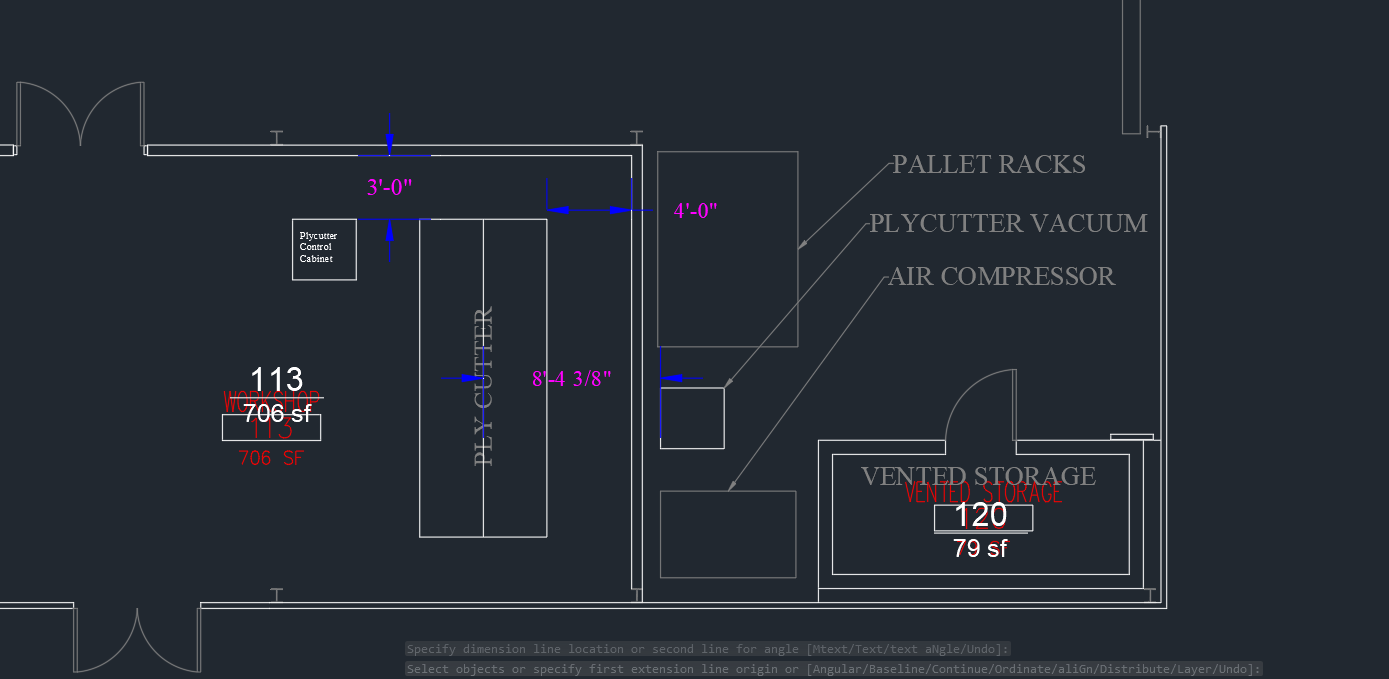 PALLET RACKS
3'-0"
4'-0"
PLYCUTTER VACUUM
Plycutter
Control
Cabinet
AIR COMPRESSOR
PLY CUTTER
8'-4 3/8"
113
WORKSHOP
706 sf
113
706 SF
VENTED STORAGE
VENTED STORAGE
120
79 sf
Specify dimension line location or second line for angle [Mtext/Text/text aNgle/Undo]:
Select objects or specify first extension line origin or [Angular/Baseline/Continue/Ordinate/aliGn/Distribute/Layer/Undo]: